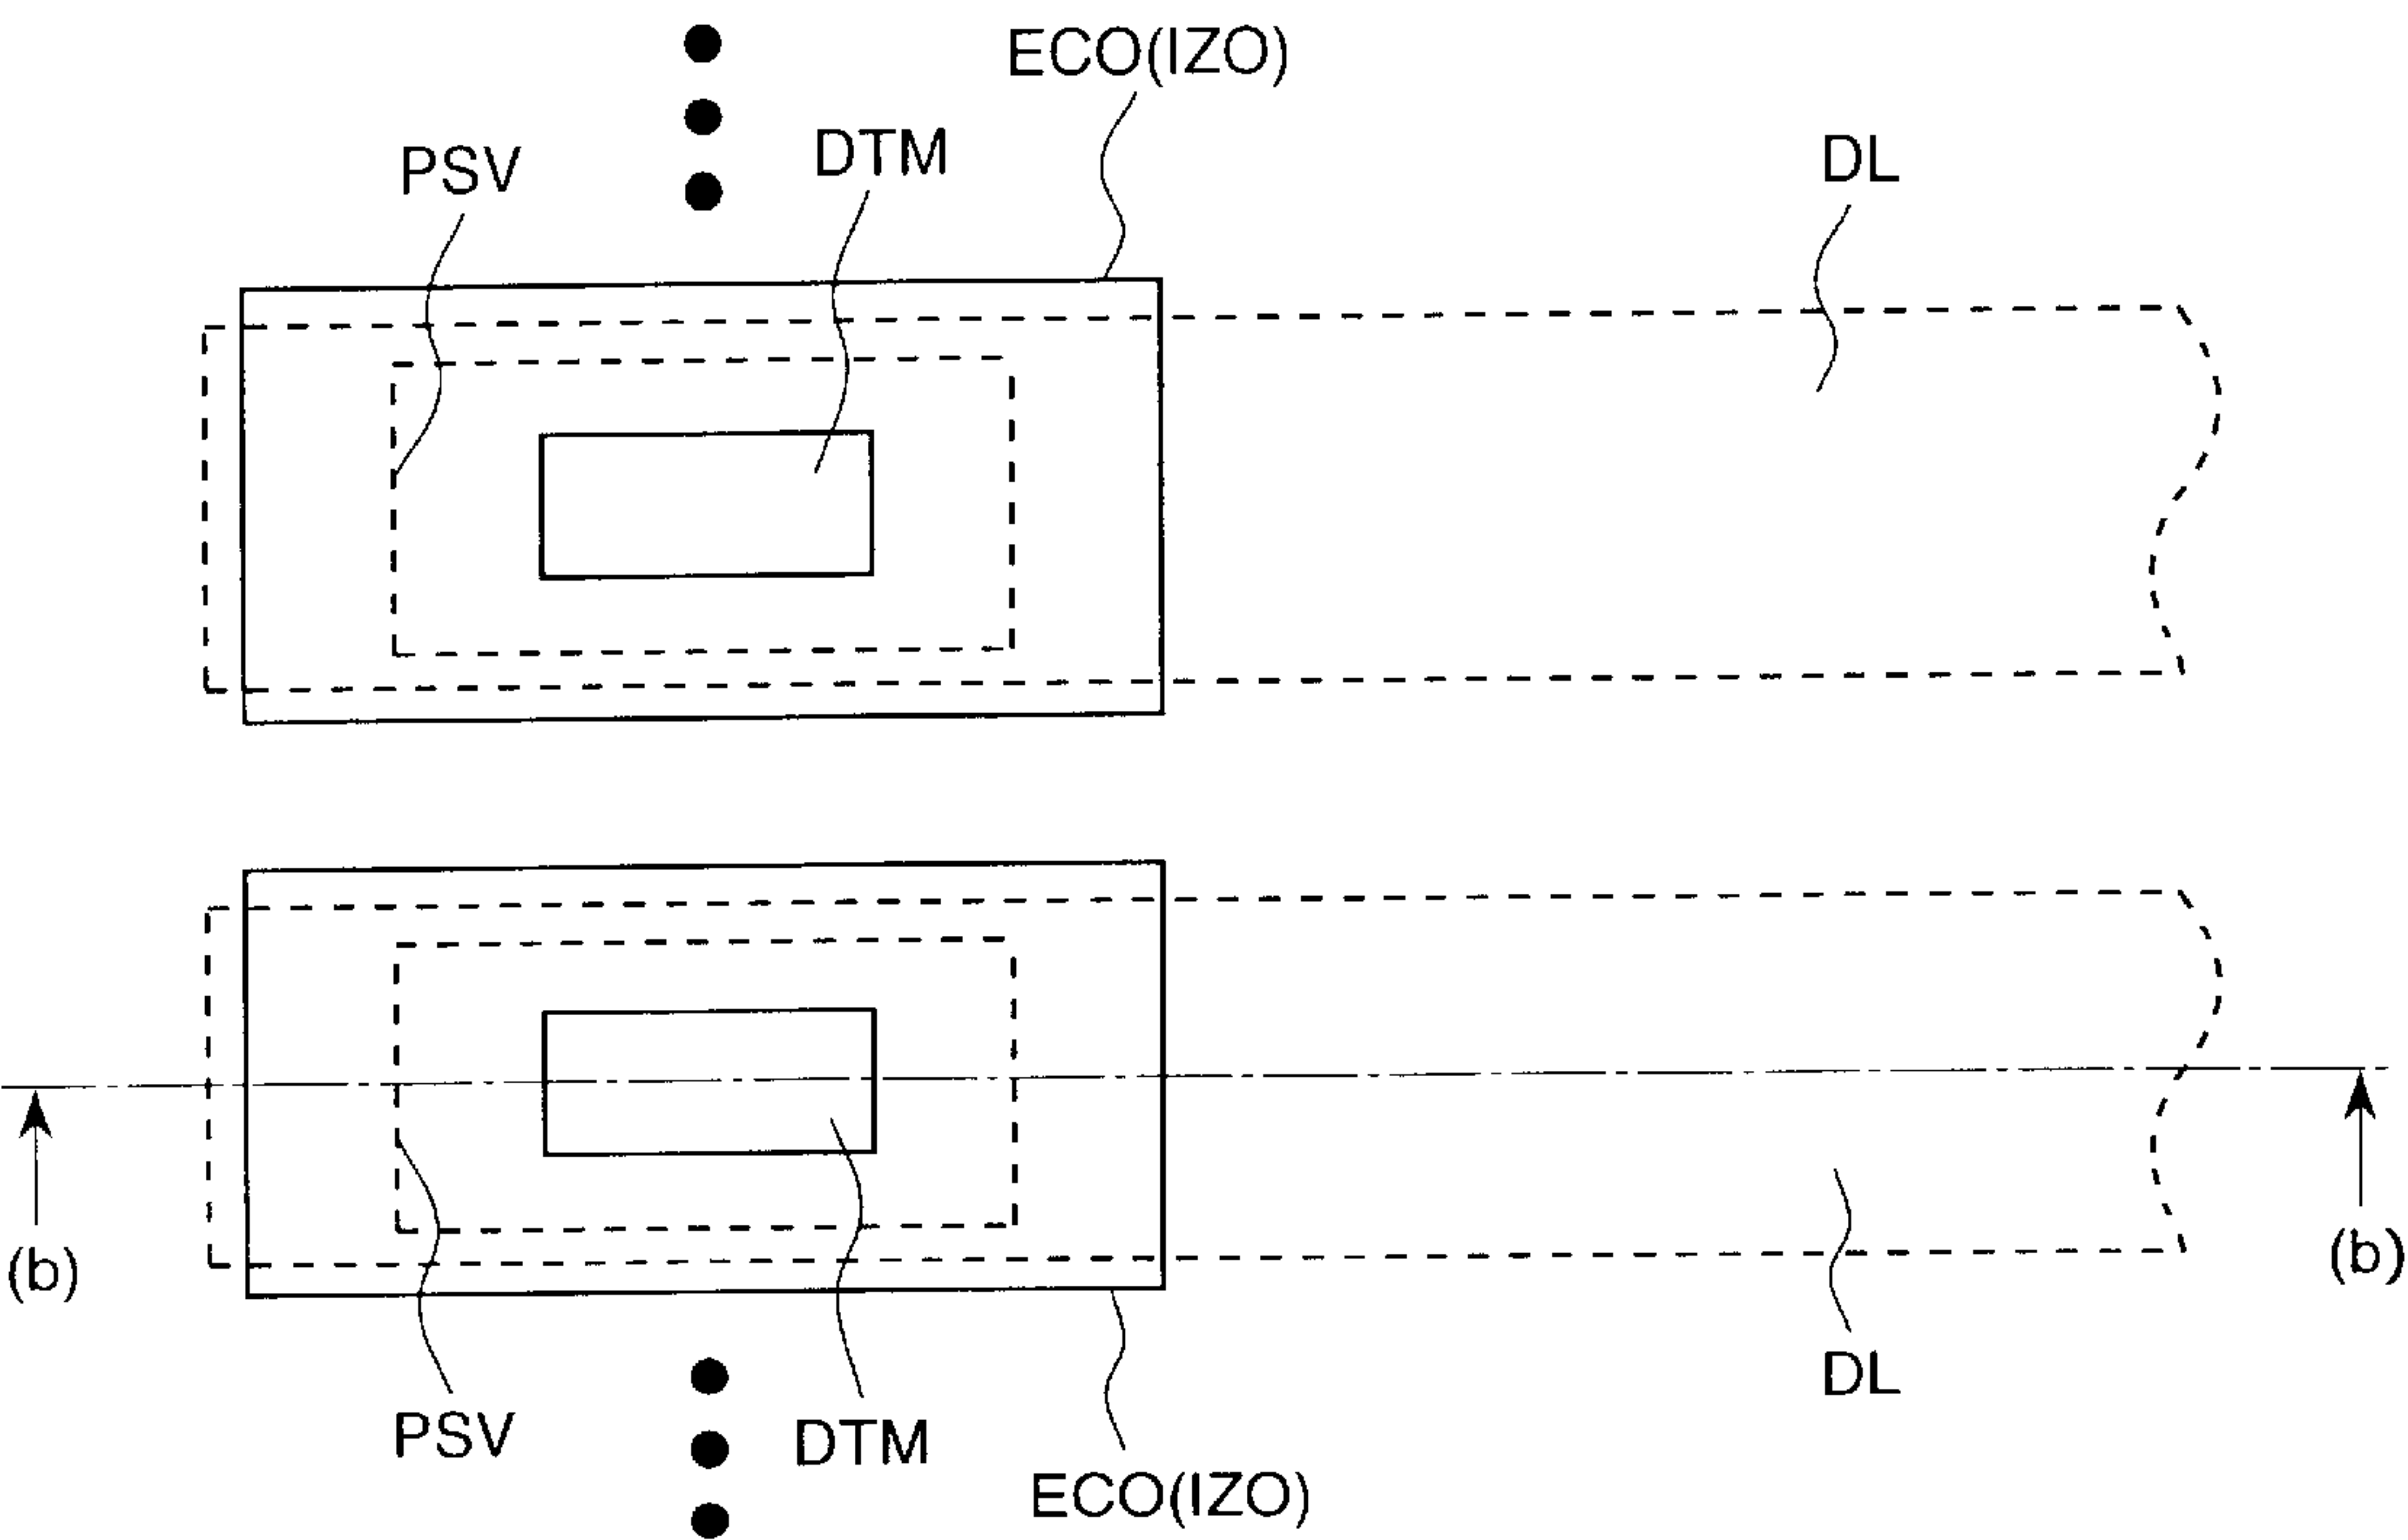 ECO(IZO)
PSV
DTM
DL
(b)
(b)
PSV
DTM
DL
ECO(IZO)